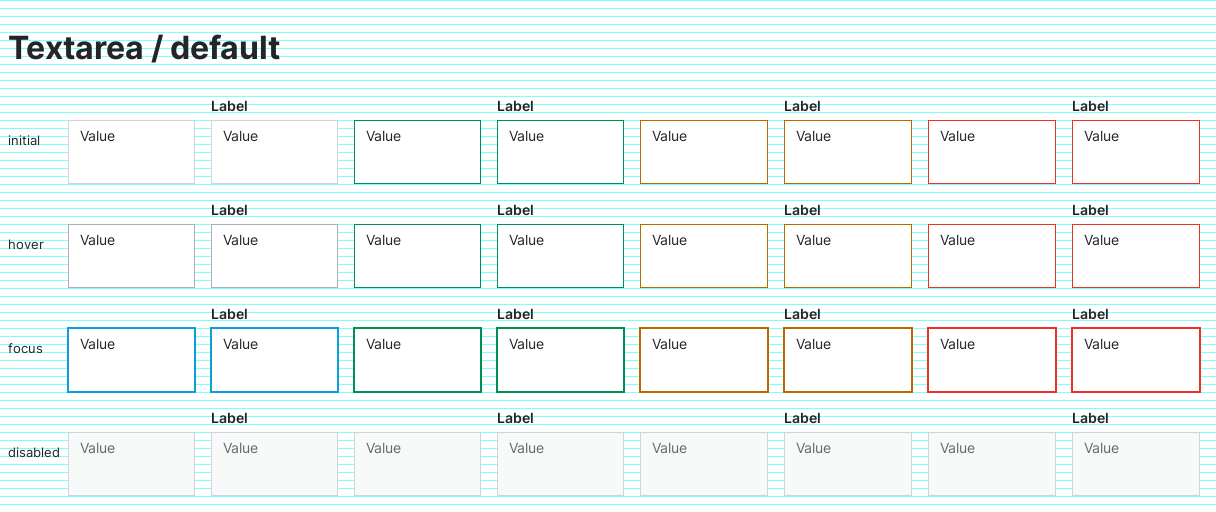 Textarea / default
Label Label Label Label
initial Value Value Value Value Value Value Value Value
Label Label Label Label
hover Value Value Value Value Value Value Value Value
Label Label Label Label
focus Value Value Value Value Value Value Value Value
Label Label Label Label
disabled Value Value Value Value Value Value Value Value